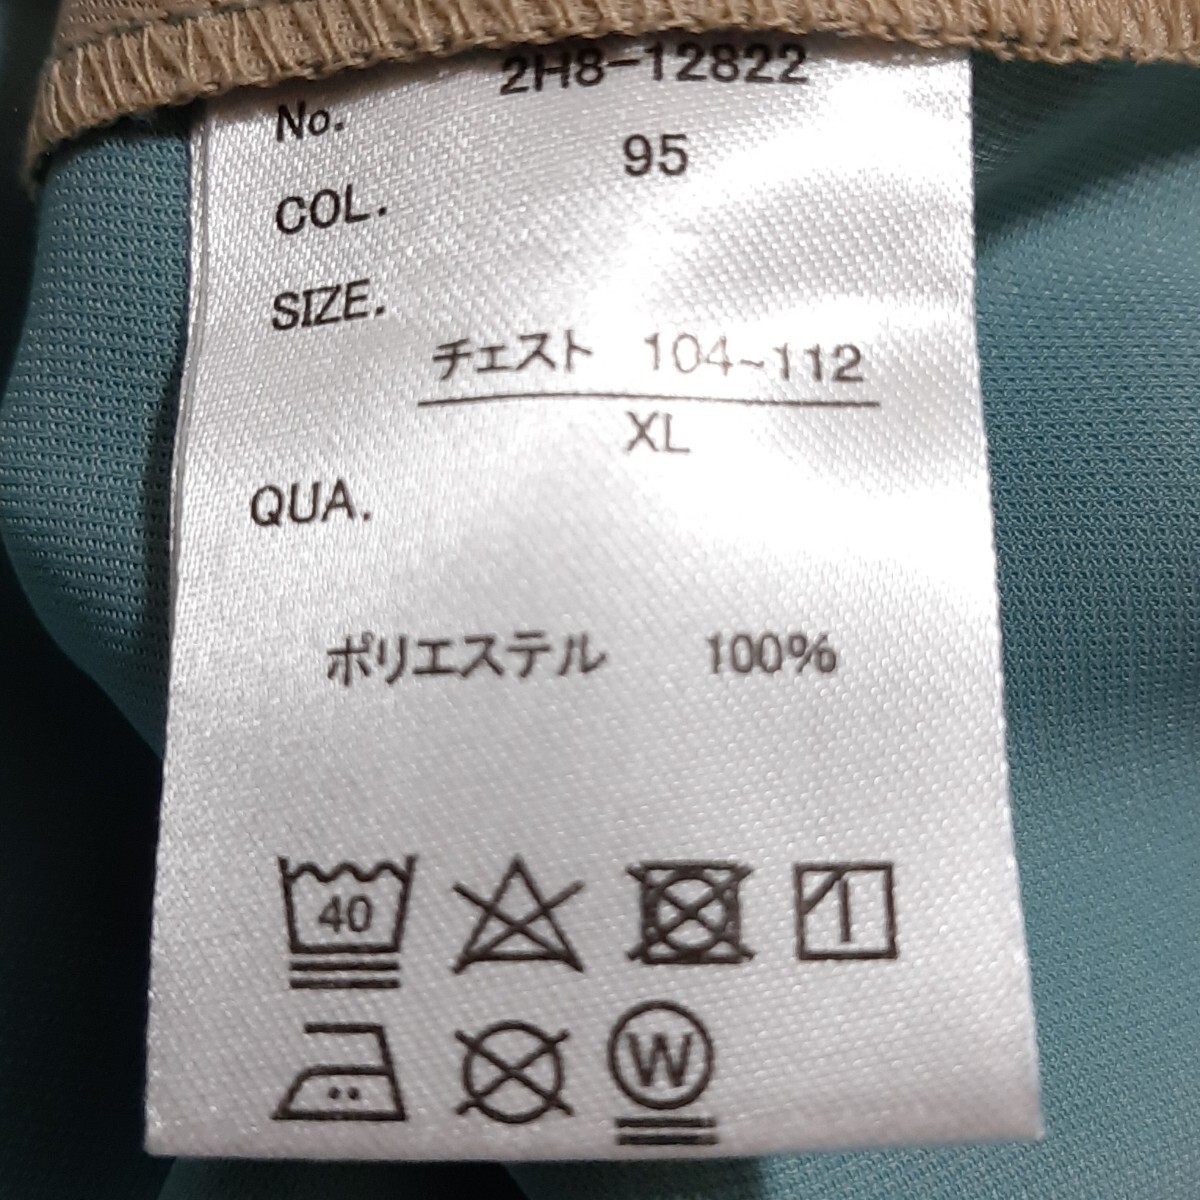 No. 2H8-12822
COL. 95
SIZE.
チェスト 104~112
XL
QUA.
ポリエステル 100%
40
W